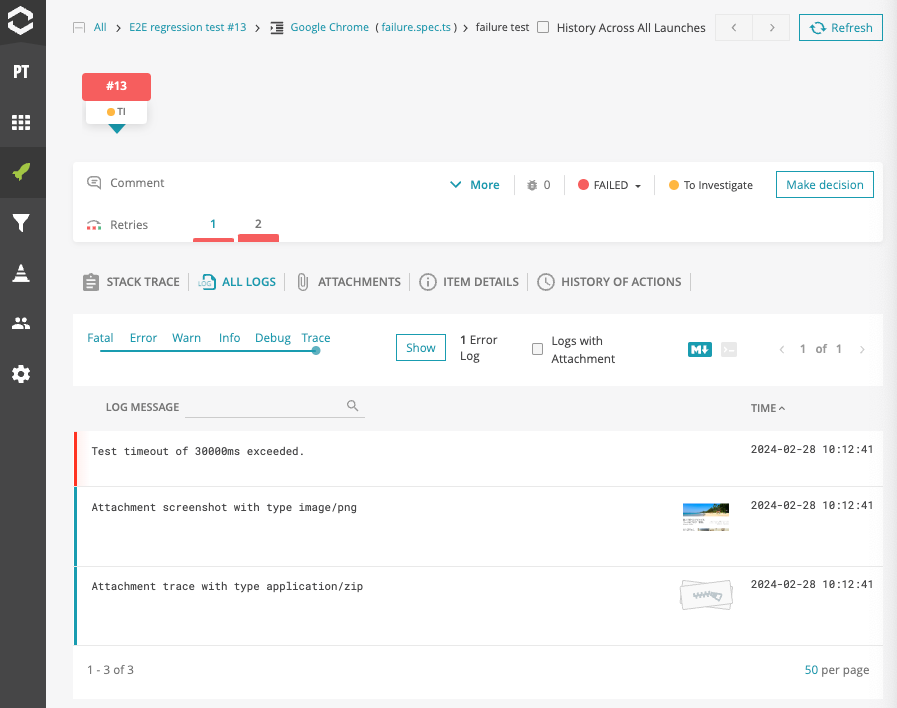 All E2E regression test #13 Google Chrome ( failure.spec.ts ) failure test History Across All Launches Refresh
PT
#13
TI
Comment More 0 FAILED To Investigate Make decision
Retries 1 2
STACK TRACE LOG ALL LOGS ATTACHMENTS ITEM DETAILS HISTORY OF ACTIONS
Fatal Error Warn Info Debug Trace
Show
1 Error
Log
Logs with
Attachment
M 1 of 1
LOG MESSAGE TIME
Test timeout of 30000ms exceeded. 2024-02-28 10:12:41
Attachment screenshot with type image/png 2024-02-28 10:12:41
Attachment trace with type application/zip 2024-02-28 10:12:41
1 - 3 of 3 50 per page